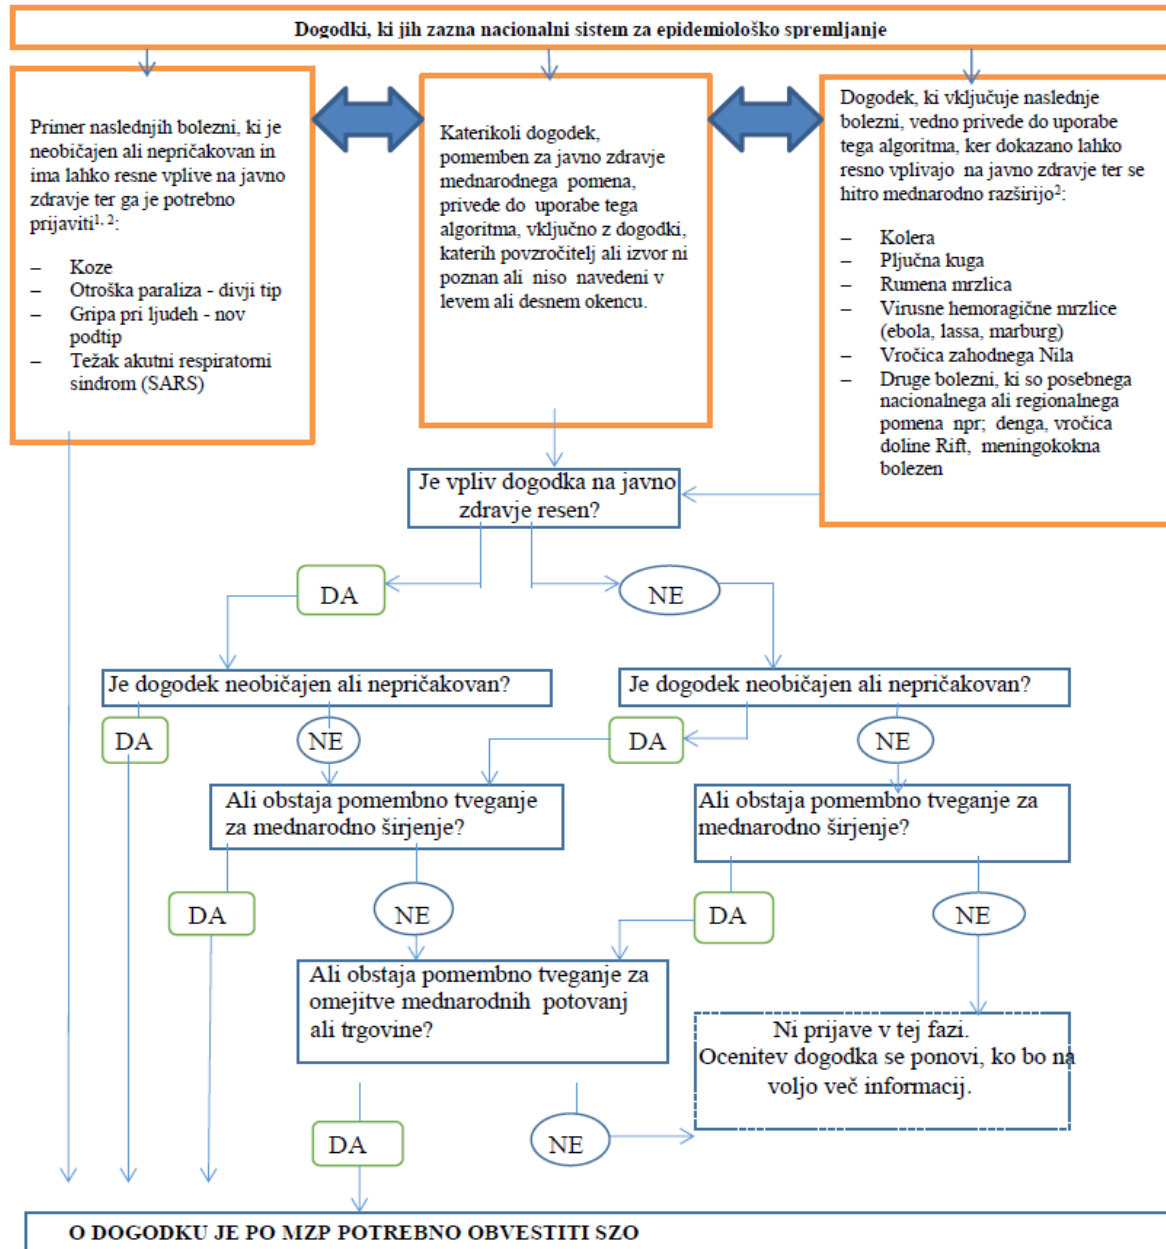 Dogodki, ki jih zazna nacionalni sistem za epidemiološko spremljanje
Primer naslednjih bolezni, ki je
neobičajen ali nepričakovan in
ima lahko resne vplive na javno
zdravje ter ga je potrebno
prijaviti1, 2:
– Koze
– Otroška paraliza - divji tip
– Gripa pri ljudeh - nov
podtip
– Težak akutni respiratorni
sindrom (SARS)
Katerikoli dogodek,
pomemben za javno zdravje
mednarodnega pomena,
privede do uporabe tega
algoritma, vključno z dogodki,
katerih povzročitelj ali izvor ni
poznan ali niso navedeni v
levem ali desnem okencu.
Dogodek, ki vključuje naslednje
bolezni, vedno privede do uporabe
tega algoritma, ker dokazano lahko
resno vplivajo na javno zdravje ter se
hitro mednarodno razširijo2:
– Kolera
– Pljučna kuga
– Rumena mrzlica
– Virusne hemoragične mrzlice
(ebola, lassa, marburg)
– Vročica zahodnega Nila
– Druge bolezni, ki so posebnega
nacionalnega ali regionalnega
pomena npr; denga, vročica
doline Rift, meningokokna
bolezen
Je vpliv dogodka na javno
zdravje resen?
DA
NE
Je dogodek neobičajen ali nepričakovan?
Je dogodek neobičajen ali nepričakovan?
DA
NE
DA
NE
Ali obstaja pomembno tveganje
za mednarodno širjenje?
Ali obstaja pomembno tveganje za
mednarodno širjenje?
DA
NE
DA
NE
Ali obstaja pomembno tveganje za
omejitve mednarodnih potovanj
ali trgovine?
Ni prijave v tej fazi.
Ocenitev dogodka se ponovi, ko bo na
voljo več informacij.
DA
NE
O DOGODKU JE PO MZP POTREBNO OBVESTITI SZO